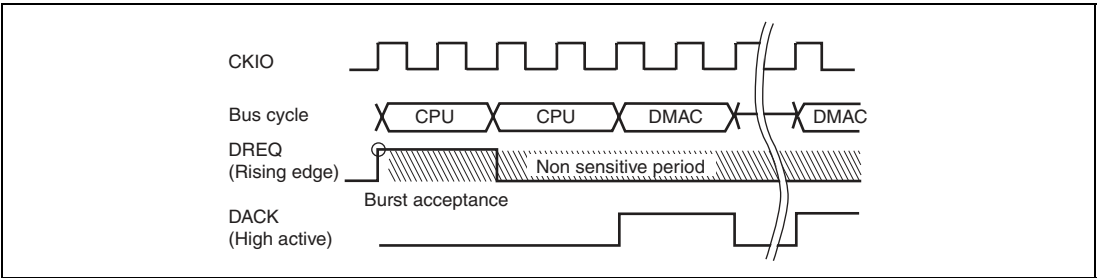 CKIO
Bus cycle
CPU CPU DMAC DMAC
DREQ
(Rising edge)
Non sensitive period
Burst acceptance
DACK
(High active)